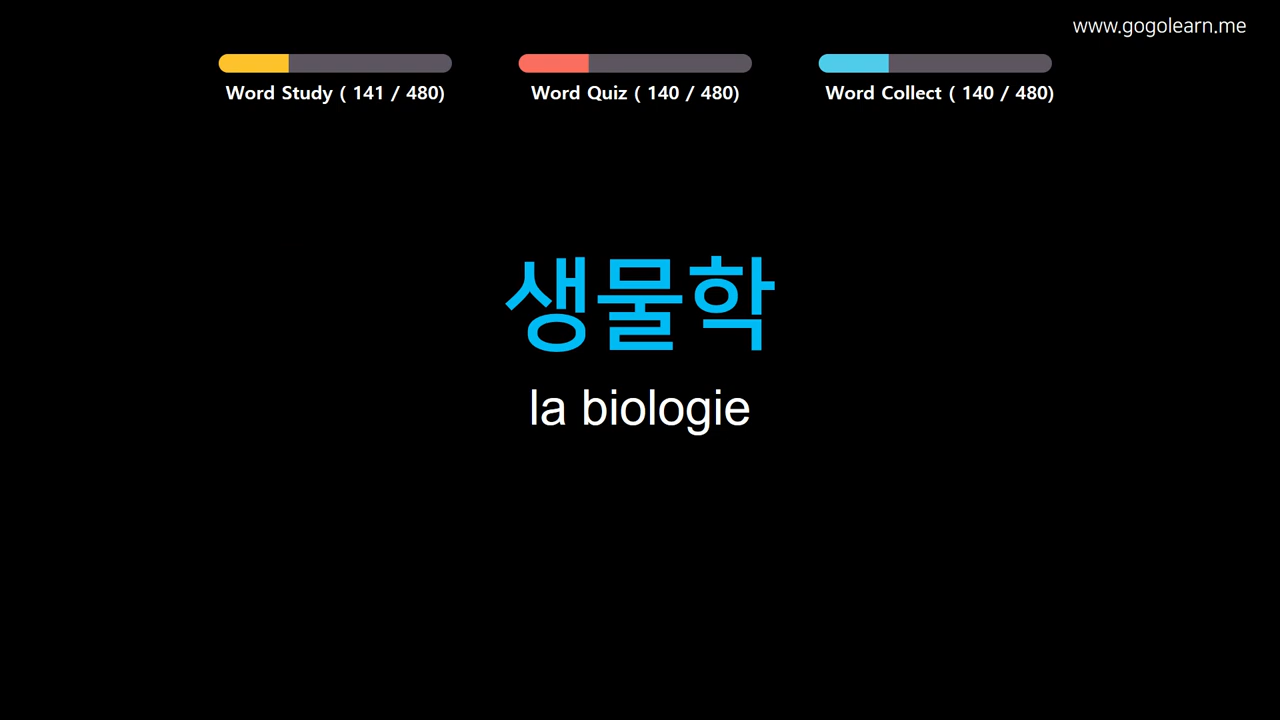 www.gogolearn.me
Word Study ( 141 / 480)
Word Quiz ( 140 / 480)
Word Collect ( 140 / 480)
생물학
la biologie